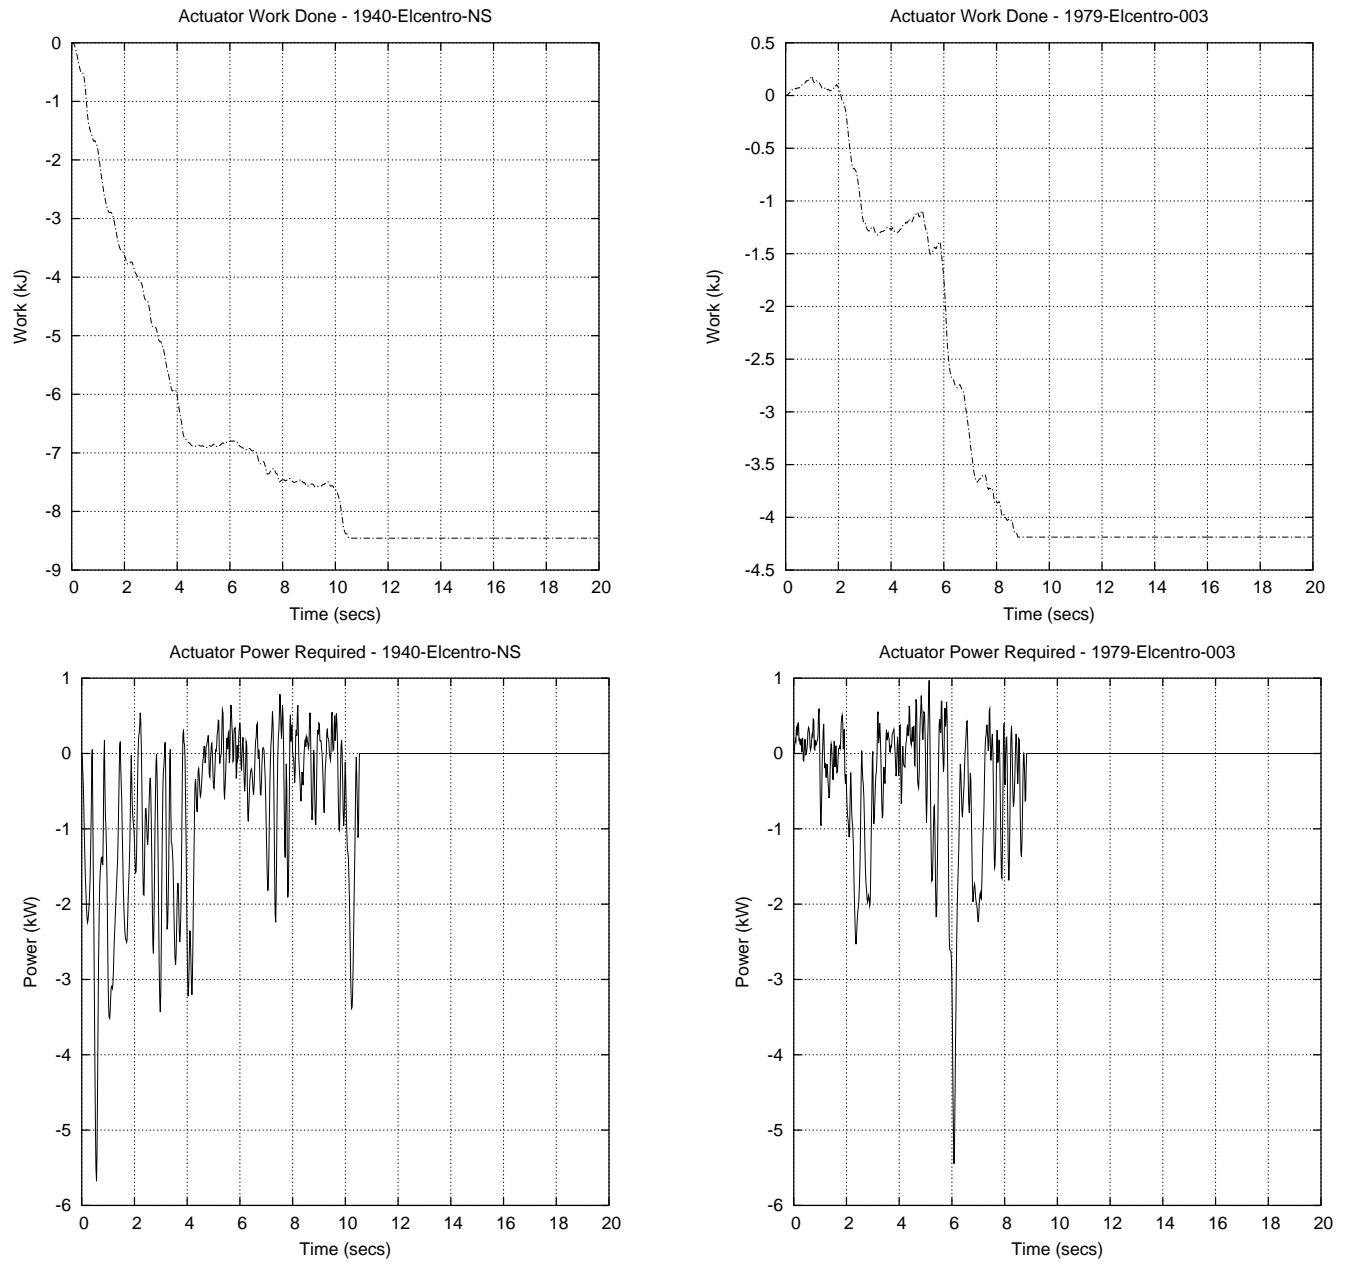 Actuator Work Done - 1940-Elcentro-NS
0
-1
-2
-3
-4
-5
-6
-7
-8
-9
Work (kJ)
0 2 4 6 8 10 12 14 16 18 20
Time (secs)
Actuator Work Done - 1979-Elcentro-003
0.5
0
-0.5
-1
-1.5
-2
-2.5
-3
-3.5
-4
-4.5
Work (kJ)
0 2 4 6 8 10 12 14 16 18 20
Time (secs)
Actuator Power Required - 1940-Elcentro-NS
1
0
-1
-2
-3
-4
-5
-6
Power (kW)
0 2 4 6 8 10 12 14 16 18 20
Time (secs)
Actuator Power Required - 1979-Elcentro-003
1
0
-1
-2
-3
-4
-5
-6
Power (kW)
0 2 4 6 8 10 12 14 16 18 20
Time (secs)